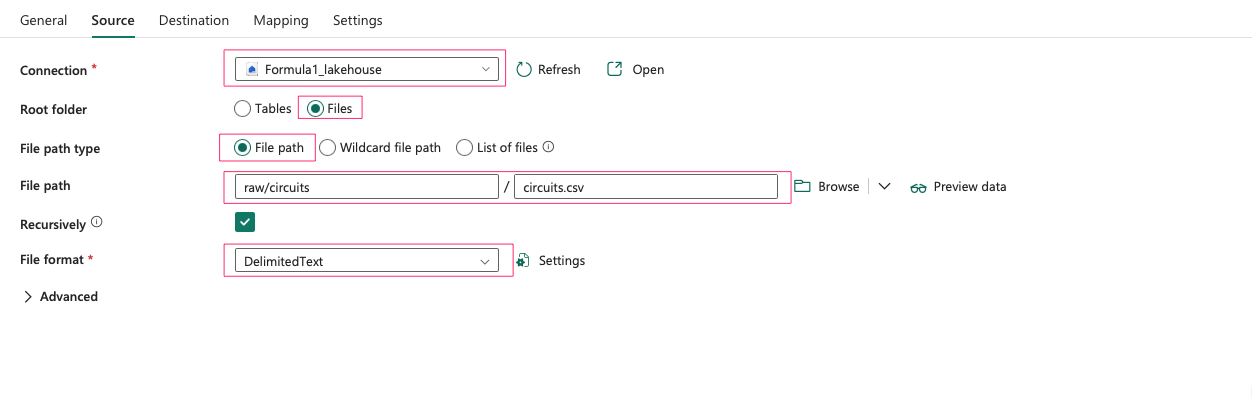 General Source Destination Mapping Settings
Connection * Formula1_lakehouse Refresh Open
Root folder Tables Files
File path type File path Wildcard file path List of files
File path raw/circuits / circuits.csv Browse Preview data
Recursively
File format * DelimitedText Settings
Advanced